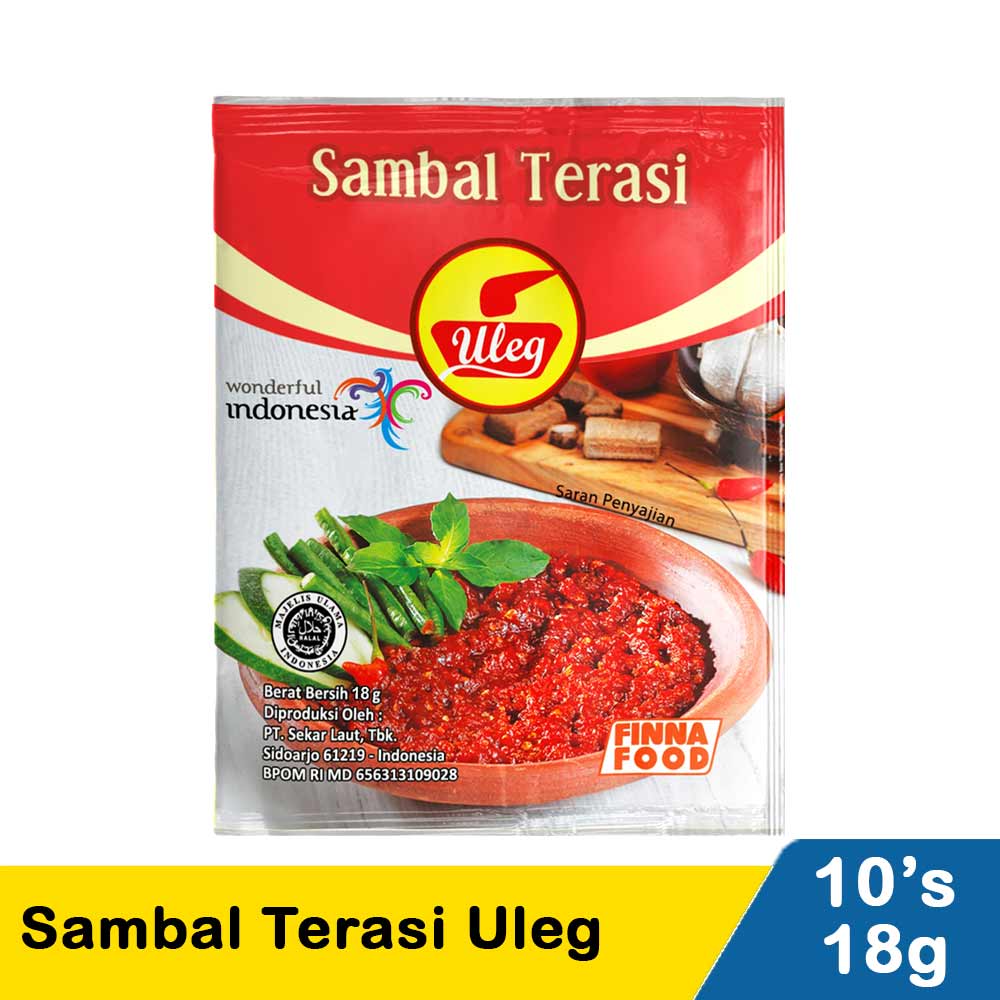 Sambal Terasi
Uleg
wonderful
indonesia
Saran Penyajian
MAJELIS ULAMA
حلال
HALAL
INDONESIA
Berat Bersih 18 g
Diproduksi Oleh :
PT. Sekar Laut, Tbk.
Sidoarjo 61219 - Indonesia
BPOM RI MD 656313109028
FINNA
FOOD
Sambal Terasi Uleg
10's
18g